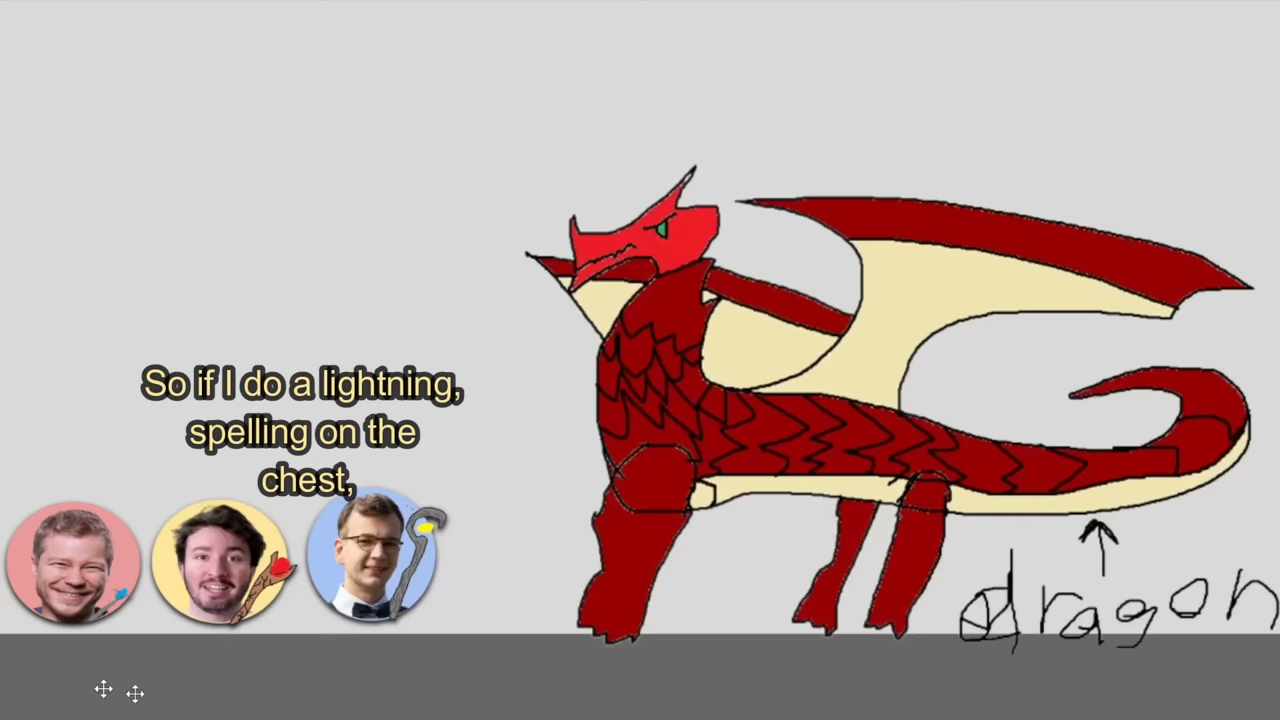 So if I do a lightning,
spelling on the
chest,
dragon